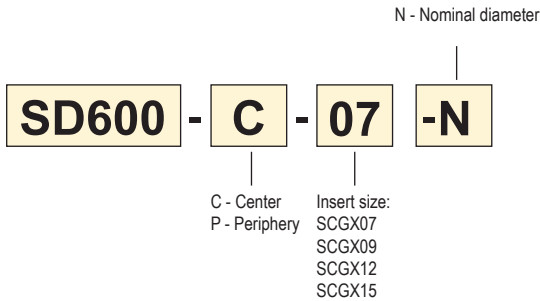 N - Nominal diameter
SD600 - C - 07 -N
C - Center
P - Periphery
Insert size:
SCGX07
SCGX09
SCGX12
SCGX15